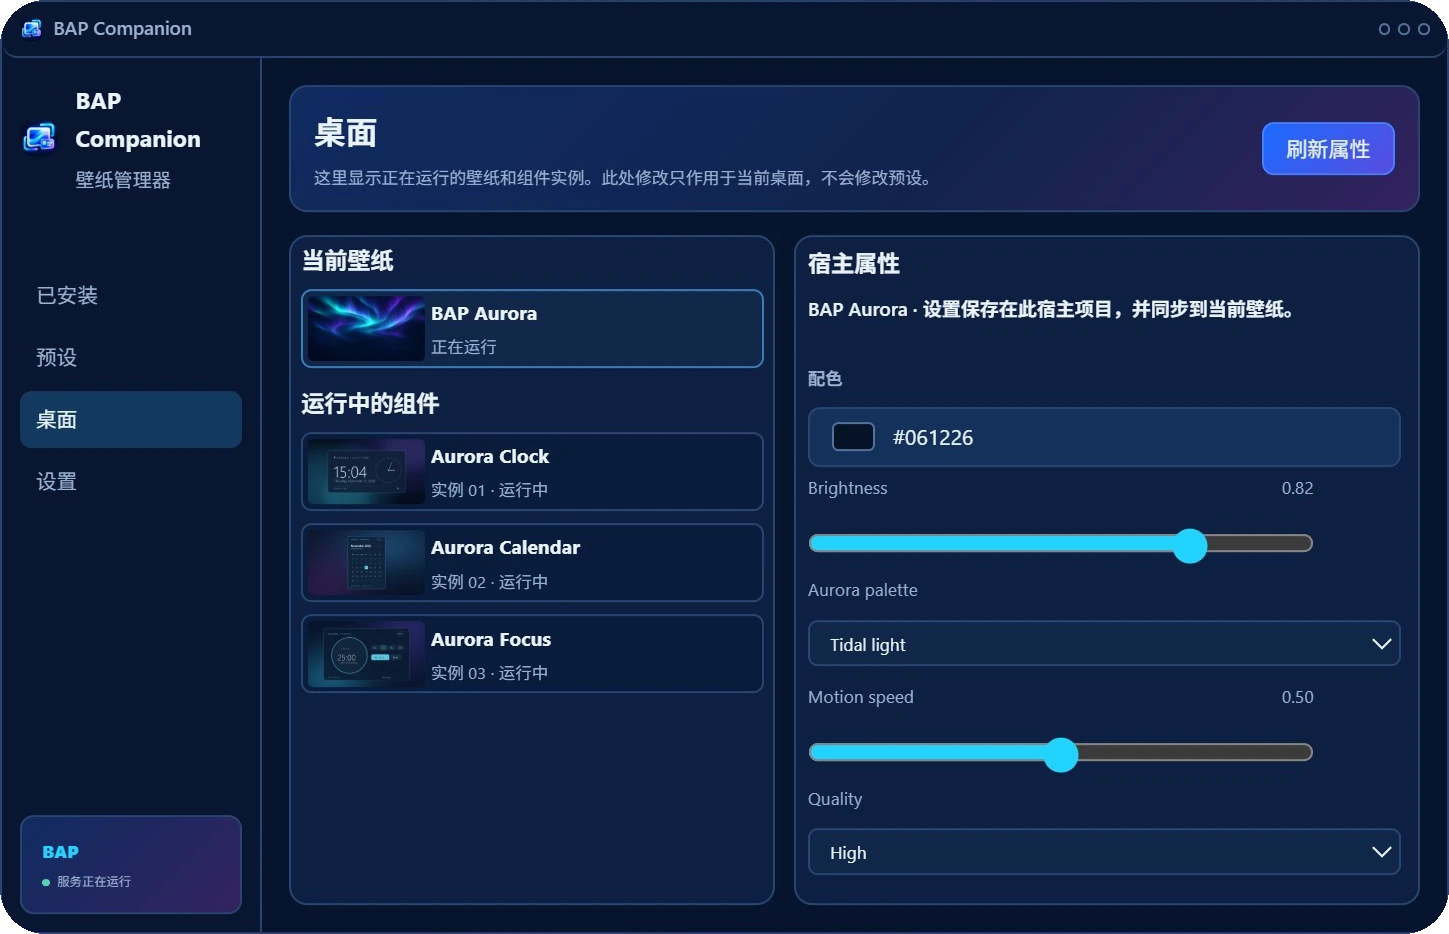 BAP Companion
BAP
Companion
壁纸管理器
已安装
预设
桌面
设置
BAP
服务正在运行
桌面
这里显示正在运行的壁纸和组件实例。此处修改只作用于当前桌面，不会修改预设。
刷新属性
当前壁纸
BAP Aurora
正在运行
运行中的组件
15:04
Aurora Clock
实例 01 · 运行中
Aurora Calendar
实例 02 · 运行中
25:00
Aurora Focus
实例 03 · 运行中
宿主属性
BAP Aurora · 设置保存在此宿主项目，并同步到当前壁纸。
配色
#061226
Brightness 0.82
Aurora palette
Tidal light
Motion speed 0.50
Quality
High